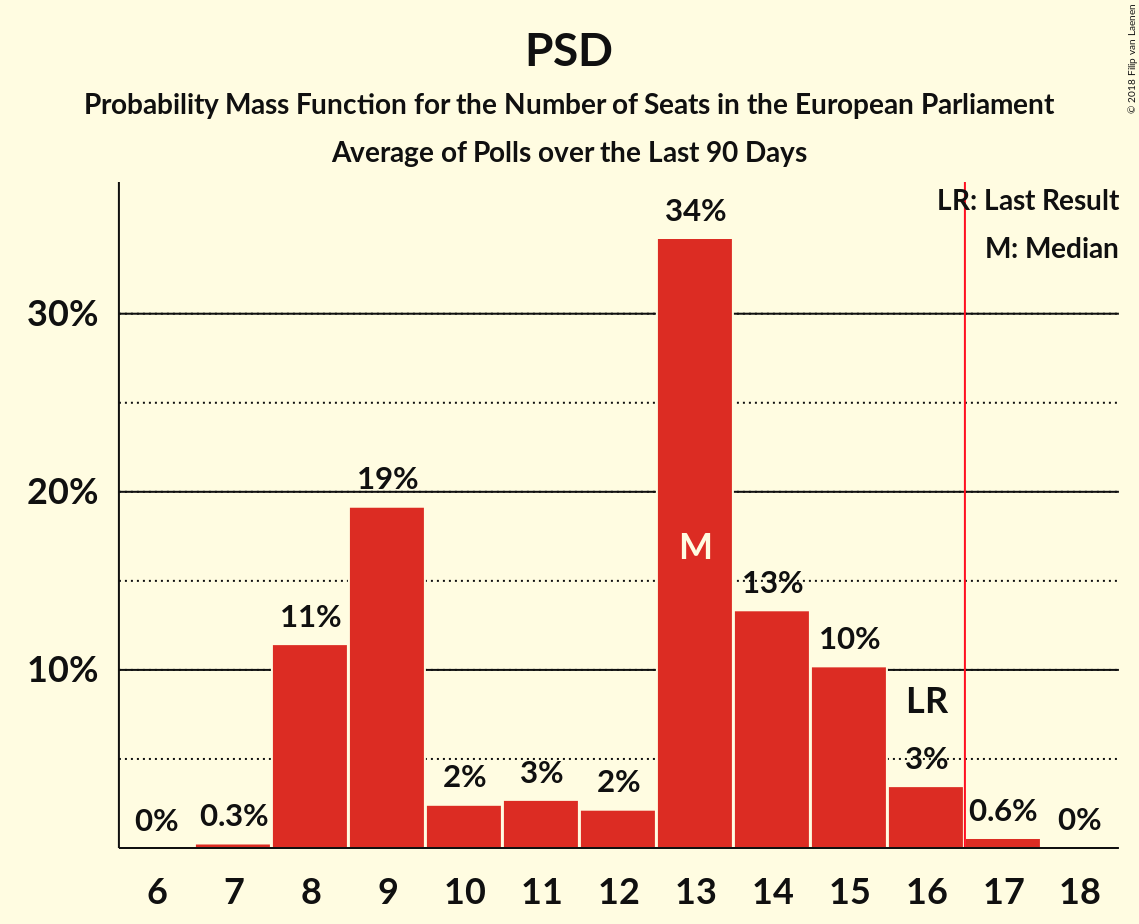 PSD
Probability Mass Function for the Number of Seats in the European Parliament
Average of Polls over the Last 90 Days
© 2018 Filip van Laenen
LR: Last Result
M: Median
30%
20%
10%
0%
0.3%
11%
19%
2%
3%
2%
34%
M
13%
10%
LR
3%
0.6%
0%
6 7 8 9 10 11 12 13 14 15 16 17 18